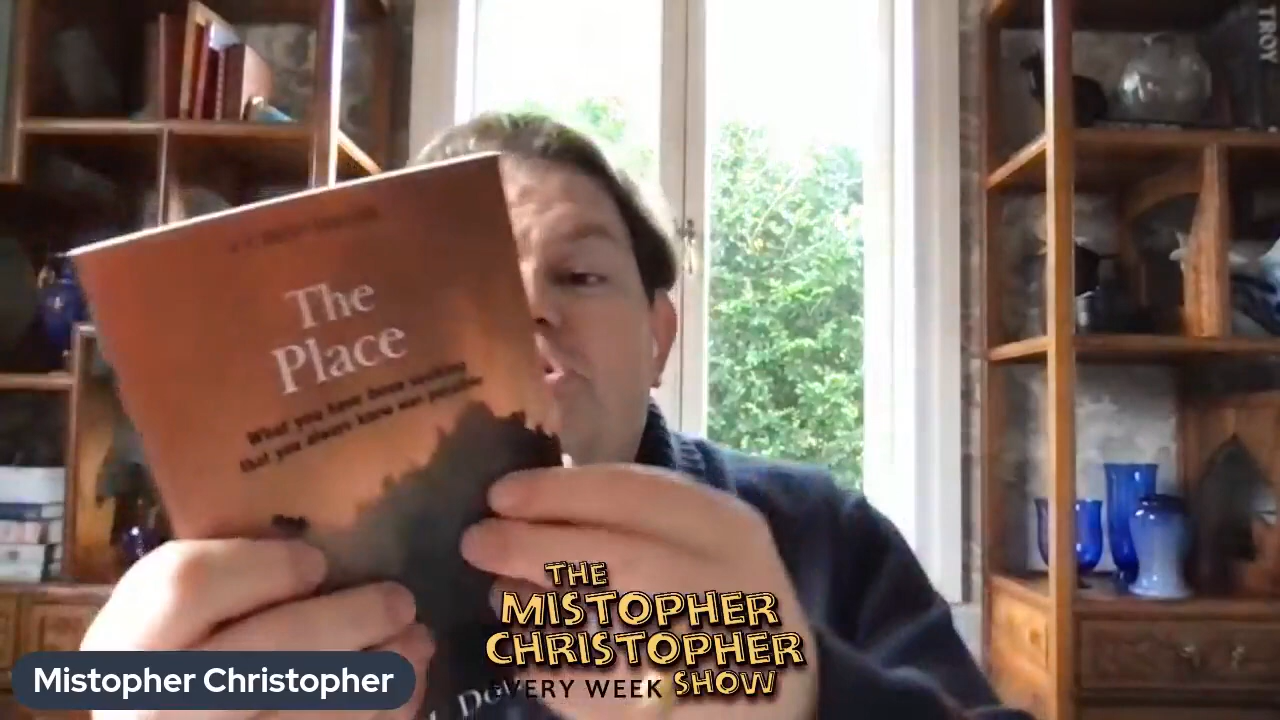 TROY
The
Place
What you have been seeking
that you always knew was possible
THE
MISTOPHER
CHRISTOPHER
EVERY WEEK SHOW
Mistopher Christopher